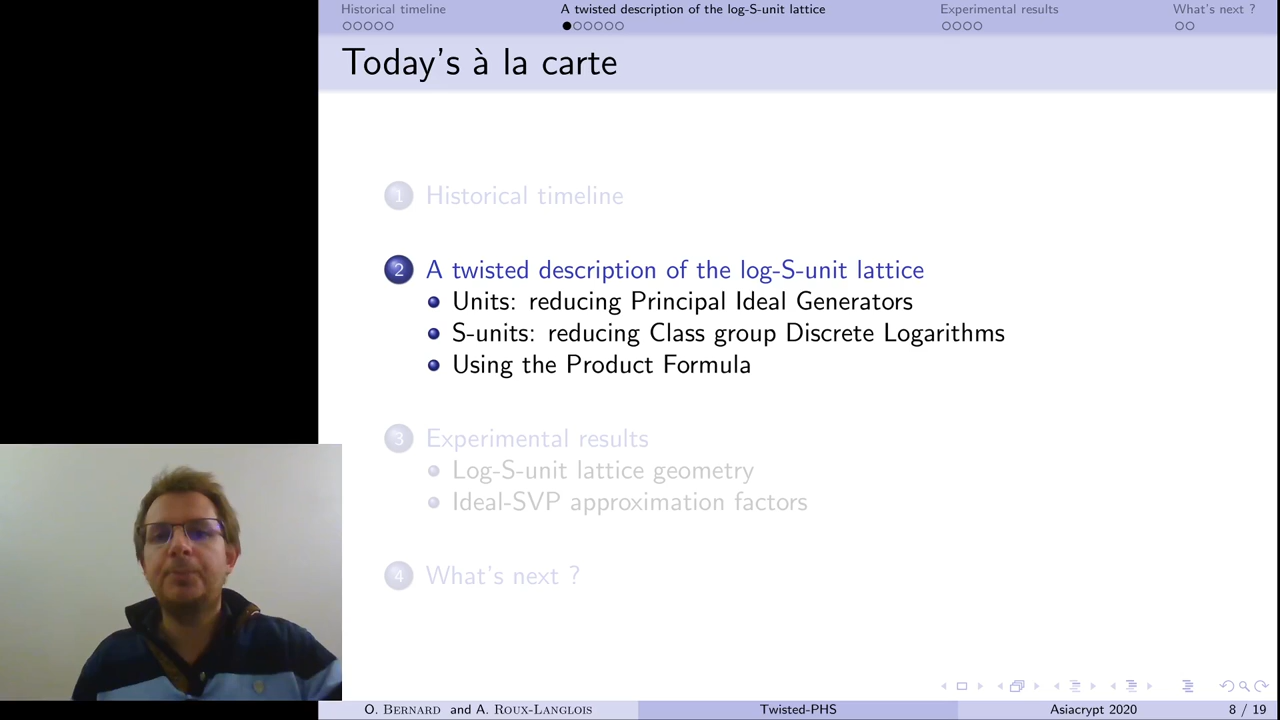 Historical timeline A twisted description of the log-S-unit lattice Experimental results What's next ?
Today's à la carte
1 Historical timeline
2 A twisted description of the log-S-unit lattice
Units: reducing Principal Ideal Generators
S-units: reducing Class group Discrete Logarithms
Using the Product Formula
3 Experimental results
Log-S-unit lattice geometry
Ideal-SVP approximation factors
4 What's next ?
O. Bernard and A. Roux-Langlois Twisted-PHS Asiacrypt 2020 8 / 19